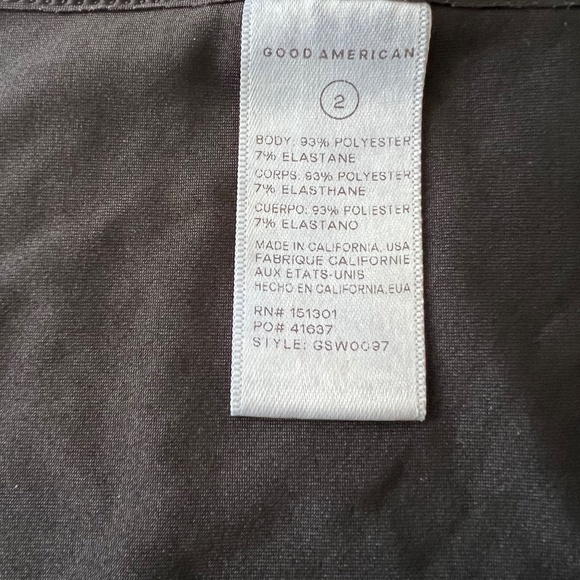 GOOD AMERICAN
2
BODY: 93% POLYESTER
7% ELASTANE
CORPS: 93% POLYESTER
7% ELASTHANE
CUERPO: 93% POLIESTER
7% ELASTANO
MADE IN CALIFORNIA, USA
FABRIQUE CALIFORNIE
AUX ETATS-UNIS
HECHO EN CALIFORNIA,EUA
RN# 151301
PO# 41637
STYLE: GSW0097